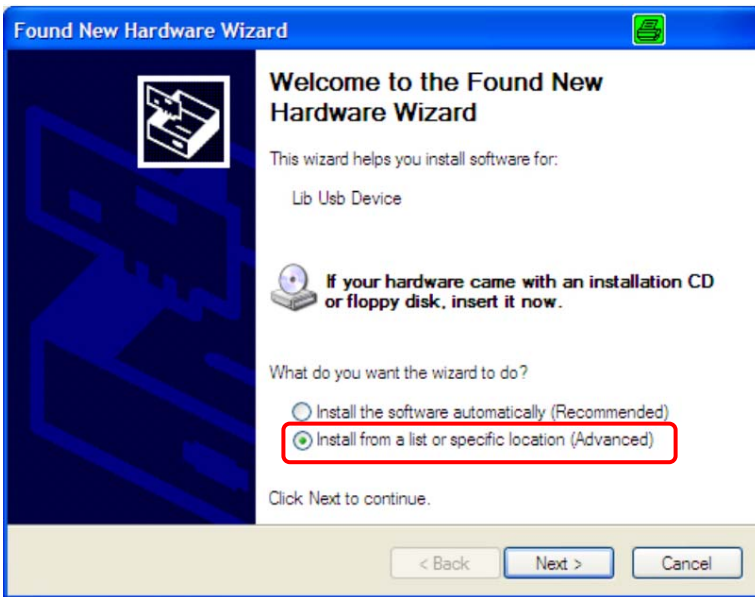 Found New Hardware Wizard
Welcome to the Found New
Hardware Wizard
This wizard helps you install software for:
Lib Usb Device
If your hardware came with an installation CD
or floppy disk, insert it now.
What do you want the wizard to do?
Install the software automatically (Recommended)
Install from a list or specific location (Advanced)
Click Next to continue.
< Back Next > Cancel